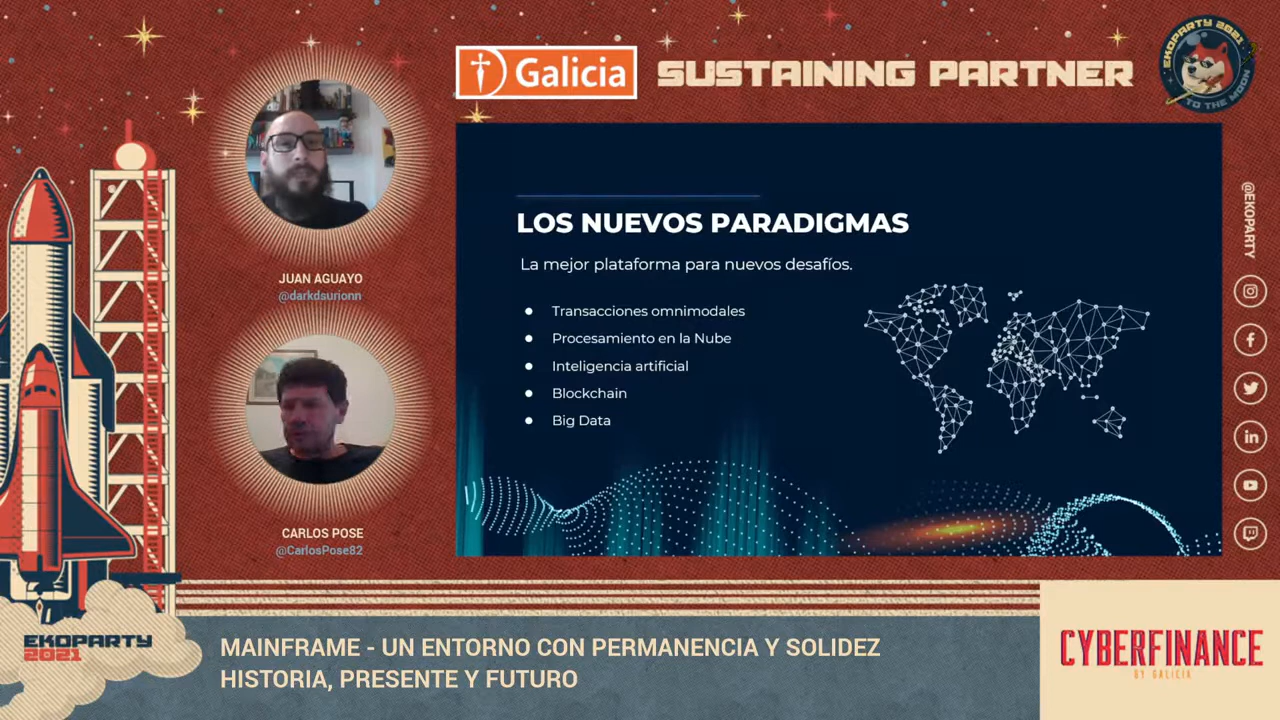 Galicia
SUSTAINING PARTNER
EKOPARTY 2021
TO THE MOON
JUAN AGUAYO
@darkdsurionn
CARLOS POSE
@CarlosPose82
LOS NUEVOS PARADIGMAS
La mejor plataforma para nuevos desafíos.
● Transacciones omnimodales
● Procesamiento en la Nube
● Inteligencia artificial
● Blockchain
● Big Data
@EKOPARTY
EKOPARTY
2021
MAINFRAME - UN ENTORNO CON PERMANENCIA Y SOLIDEZ
HISTORIA, PRESENTE Y FUTURO
CYBERFINANCE
BY GALICIA